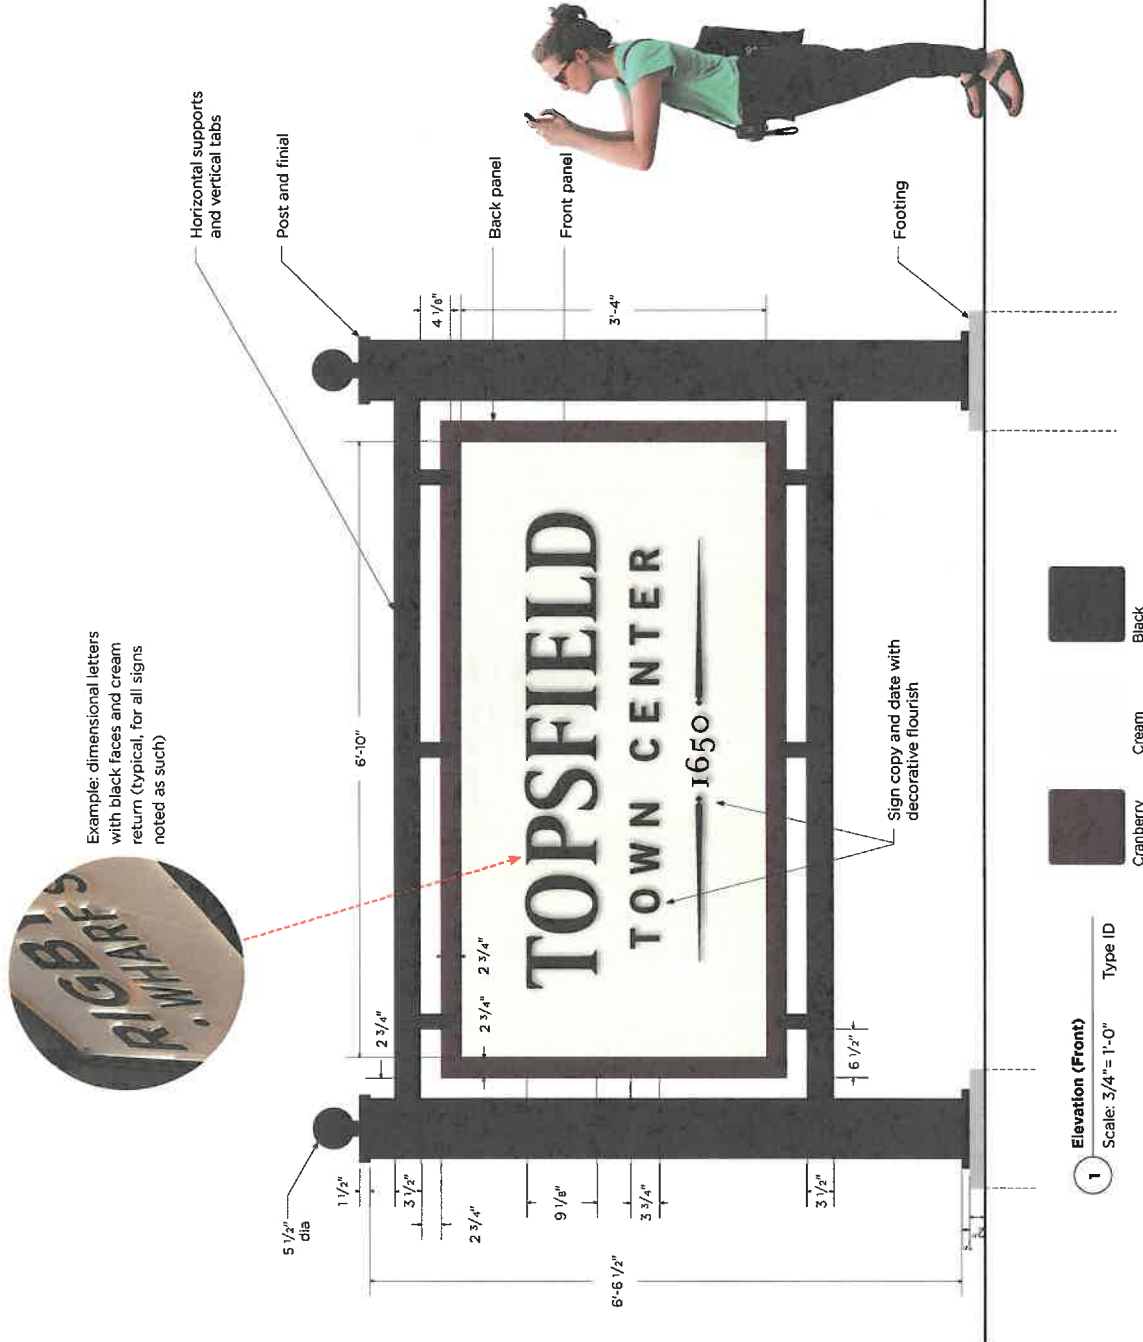 Example: dimensional letters
with black faces and cream
return (typical, for all signs
noted as such)
RIGBY'S
WHARF
Horizontal supports
and vertical tabs
Post and finial
5 1/2"
dia
6'-10"
2 3/4"
1 1/2"
3 1/2"
2 3/4"
4 1/8"
2 3/4"
2 3/4"
Back panel
Front panel
TOPSFIELD
TOWN CENTER
1650
9 1/8"
3 3/4"
3'-4"
6'-6 1/2"
3 1/2"
6 1/2"
Sign copy and date with
decorative flourish
Footing
1
Elevation (Front)
Scale: 3/4"= 1'-0"
Type ID
Cranberry
Cream
Black